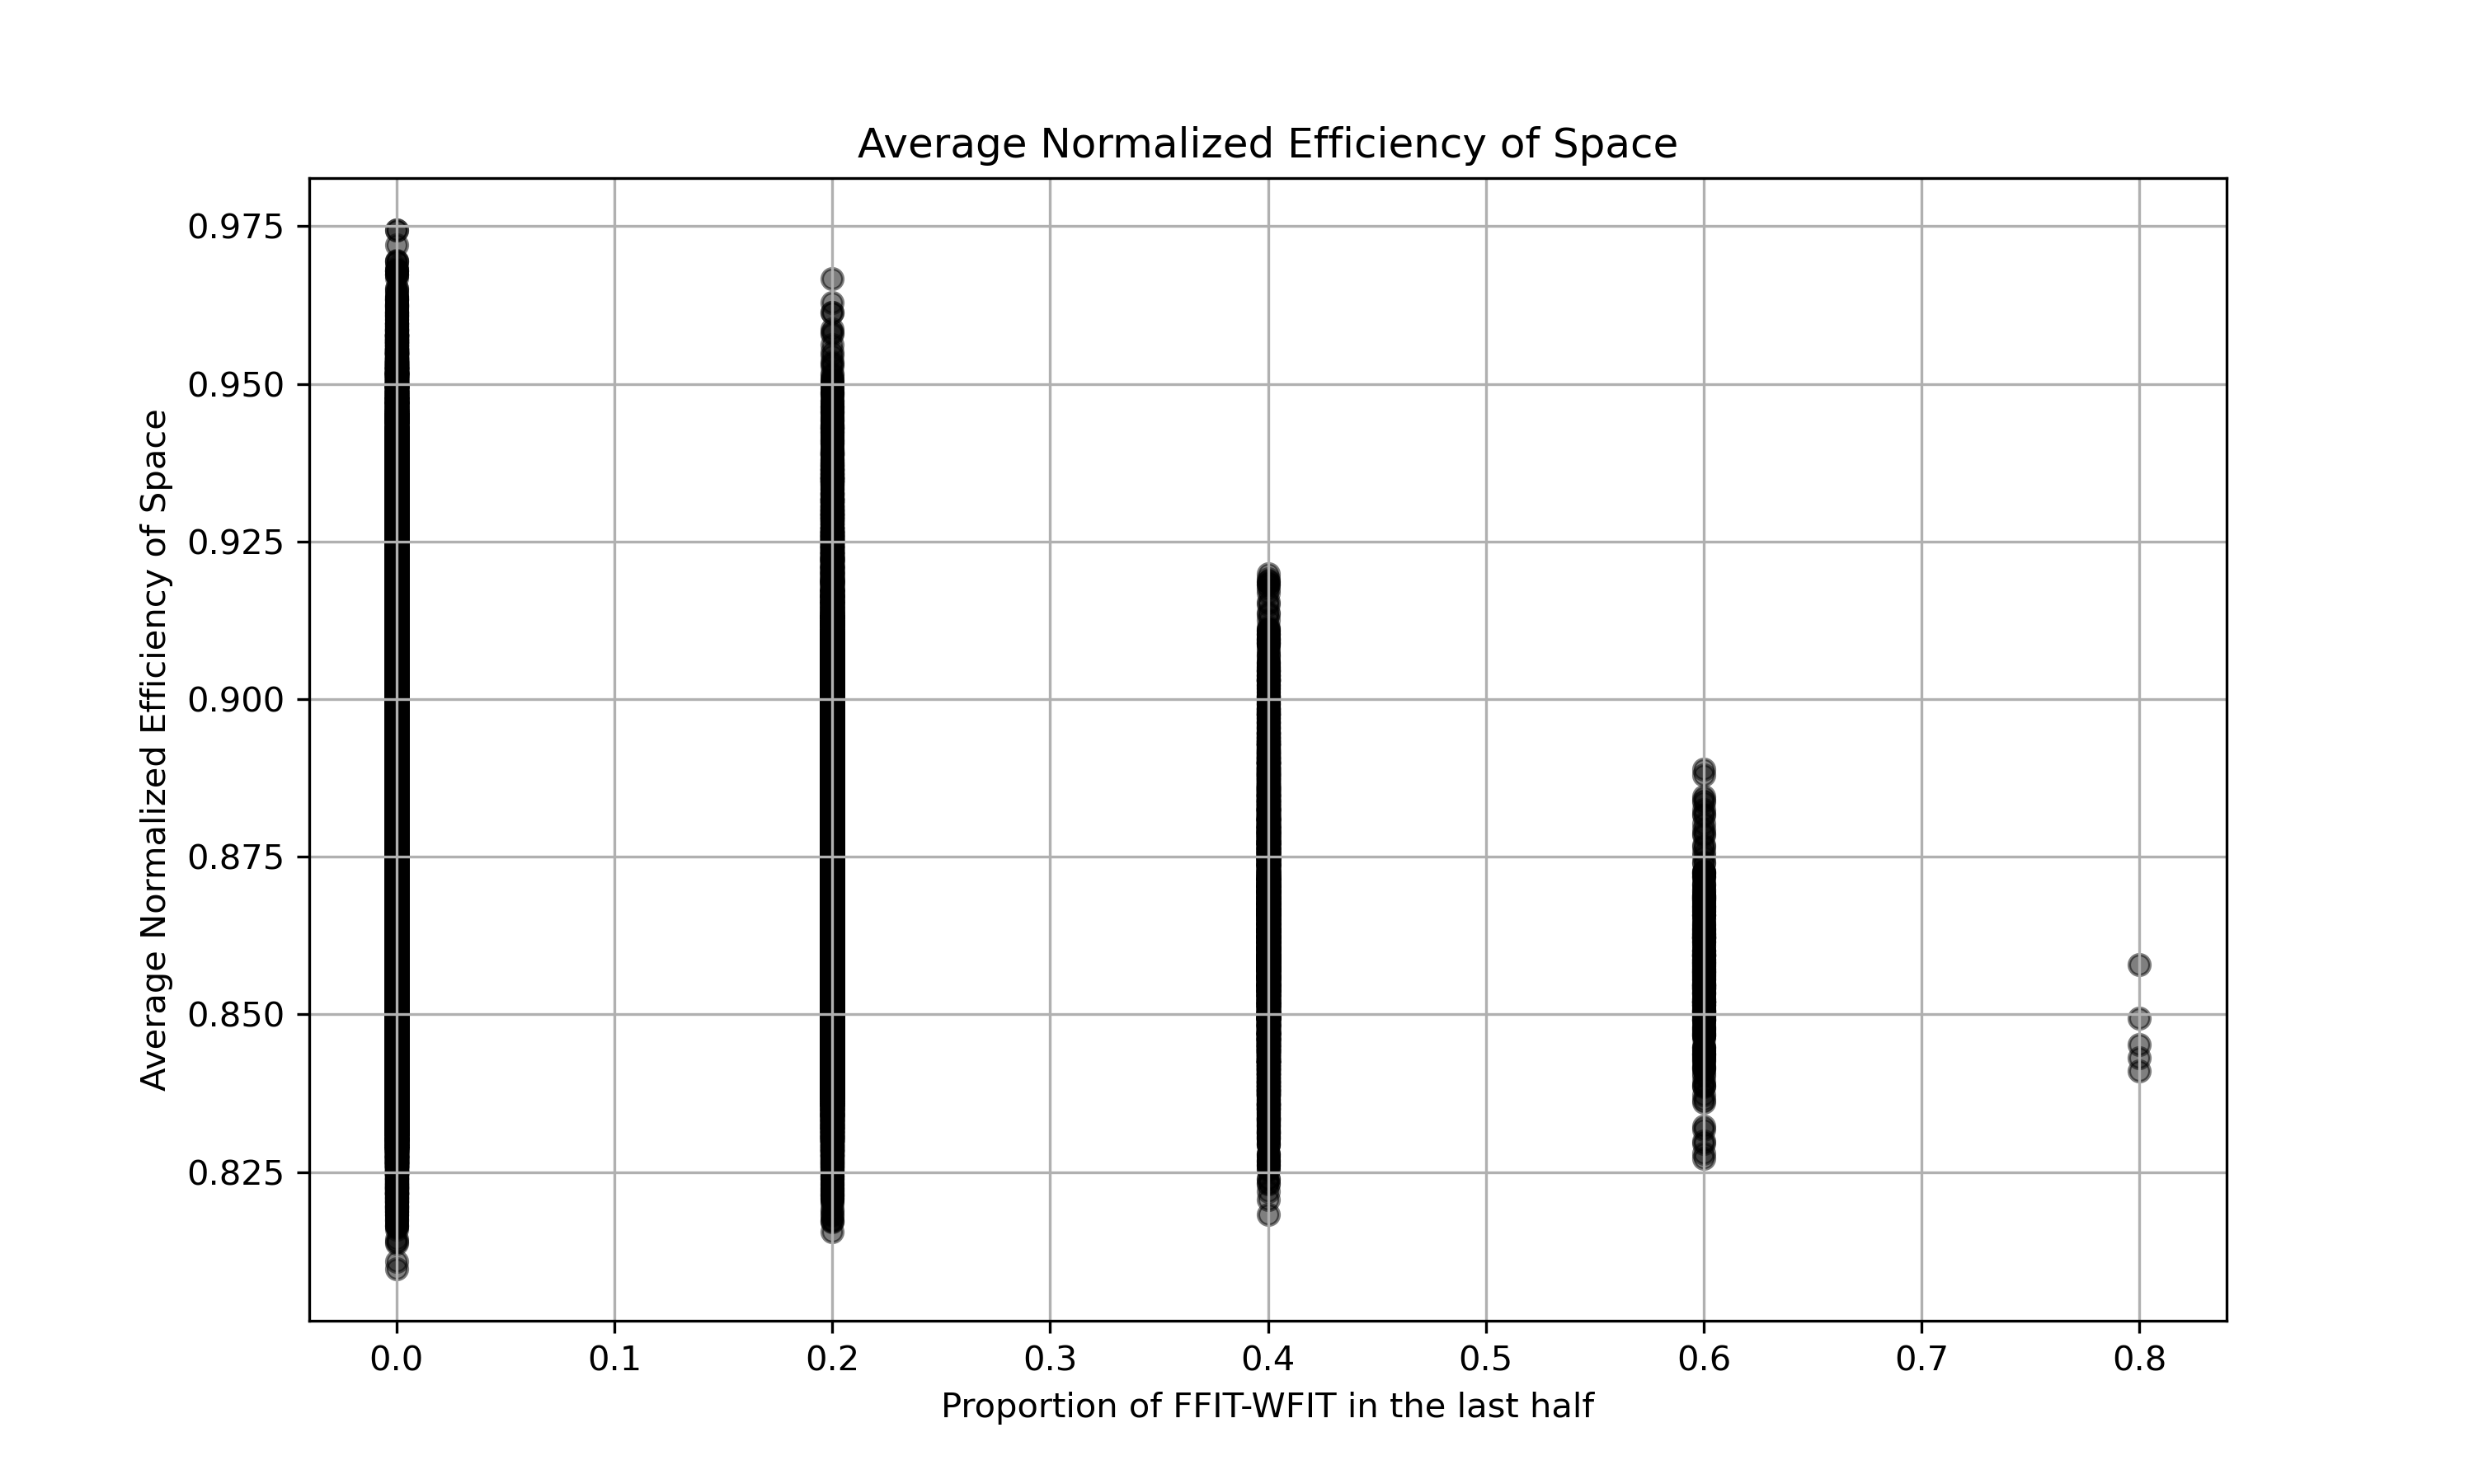 Average Normalized Efficiency of Space
Average Normalized Efficiency of Space
0.975
0.950
0.925
0.900
0.875
0.850
0.825
0.0 0.1 0.2 0.3 0.4 0.5 0.6 0.7 0.8
Proportion of FFIT-WFIT in the last half